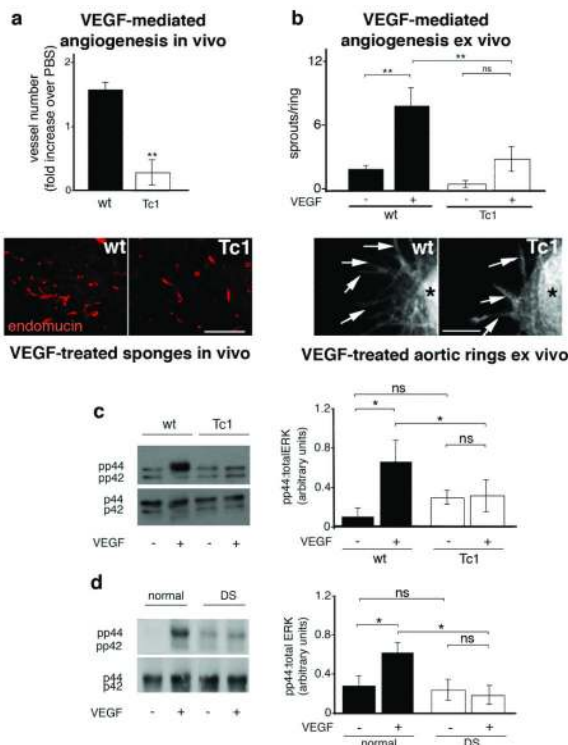 a
VEGF-mediated
angiogenesis in vivo
vessel number
(fold increase over PBS)
2
1
0
**
wt
Tc1
wt
Tc1
endomucin
VEGF-treated sponges in vivo
b
VEGF-mediated
angiogenesis ex vivo
sprouts/ring
12
9
6
3
0
**
**
ns
VEGF - + - +
wt
Tc1
wt
Tc1
*
*
VEGF-treated aortic rings ex vivo
c
wt
Tc1
pp44
pp42
p44
p42
VEGF - + - +
pp44:totalERK
(arbitrary units)
1.2
0.8
0.4
0
ns
*
*
ns
VEGF - + - +
wt
Tc1
d
normal
DS
pp44
pp42
p44
p42
VEGF - + - +
pp44:total ERK
(arbitrary units)
1.2
0.8
0.4
0
ns
*
*
ns
VEGF - + - +
normal
DS